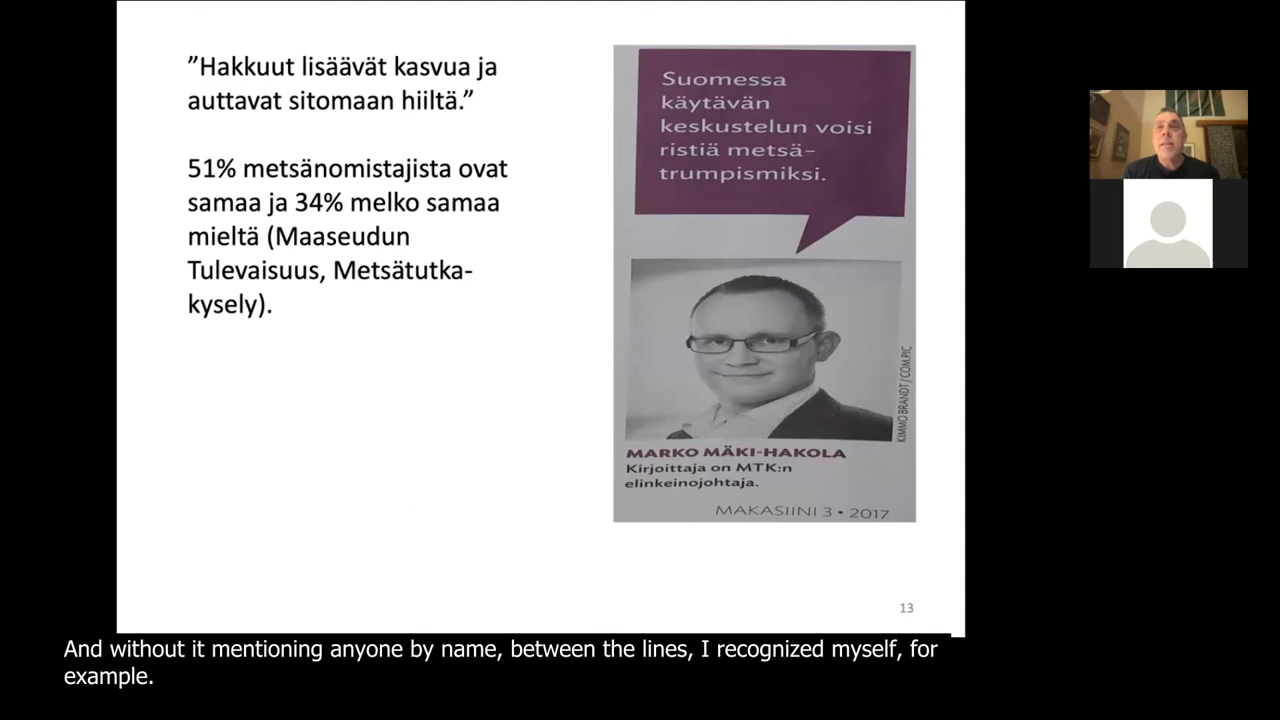 ”Hakkuut lisäävät kasvua ja
auttavat sitomaan hiiltä.”
51% metsänomistajista ovat
samaa ja 34% melko samaa
mieltä (Maaseudun
Tulevaisuus, Metsätutka-
kysely).
Suomessa
käytävän
keskustelun voisi
ristiä metsä-
trumpismiksi.
KIMMO BRANDT / COM.PIC
MARKO MÄKI-HAKOLA
Kirjoittaja on MTK:n
elinkeinojohtaja.
MAKASIINI 3 • 2017
13
And without it mentioning anyone by name, between the lines, I recognized myself, for
example.